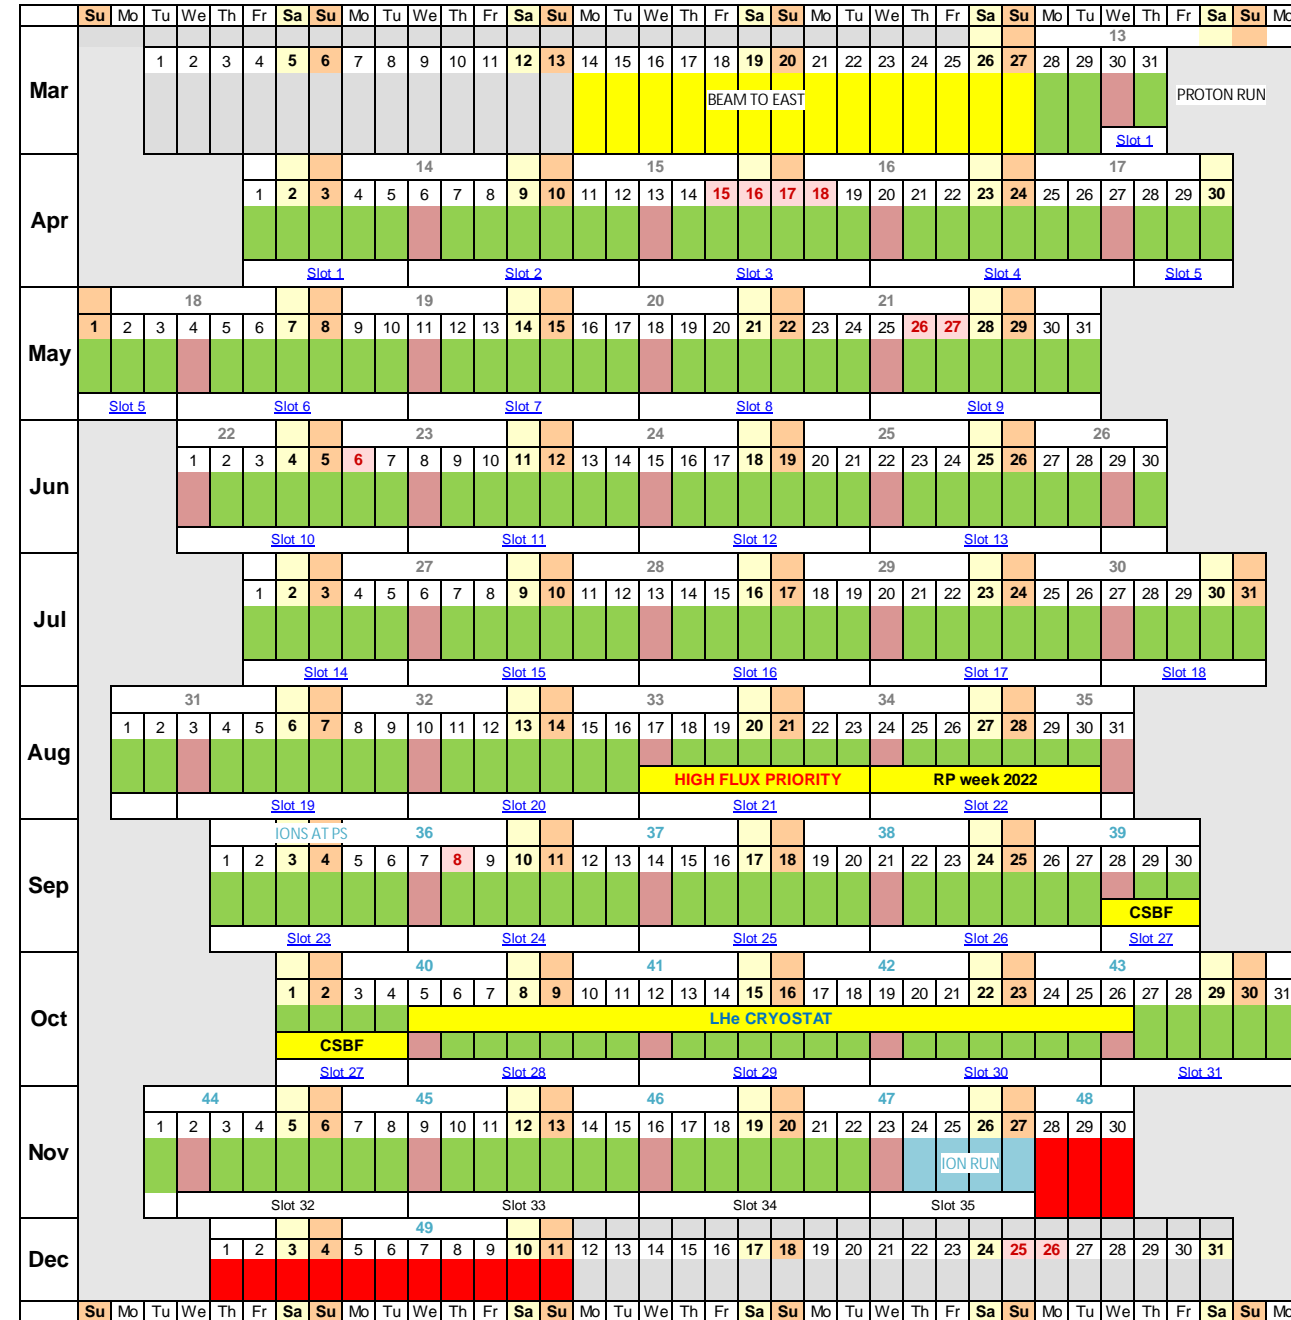 Su Mo Tu We Th Fr Sa Su Mo Tu We Th Fr Sa Su Mo Tu We Th Fr Sa Su Mo Tu We Th Fr Sa Su Mo Tu We Th Fr Sa Su Mo
13
Mar
1 2 3 4 5 6 7 8 9 10 11 12 13 14 15 16 17 18 19 20 21 22 23 24 25 26 27 28 29 30 31
BEAM TO EAST
PROTON RUN
Slot 1
14 15 16 17
Apr
1 2 3 4 5 6 7 8 9 10 11 12 13 14 15 16 17 18 19 20 21 22 23 24 25 26 27 28 29 30
Slot 1 Slot 2 Slot 3 Slot 4 Slot 5
18 19 20 21
May
1 2 3 4 5 6 7 8 9 10 11 12 13 14 15 16 17 18 19 20 21 22 23 24 25 26 27 28 29 30 31
Slot 5 Slot 6 Slot 7 Slot 8 Slot 9
22 23 24 25 26
Jun
1 2 3 4 5 6 7 8 9 10 11 12 13 14 15 16 17 18 19 20 21 22 23 24 25 26 27 28 29 30
Slot 10 Slot 11 Slot 12 Slot 13
27 28 29 30
Jul
1 2 3 4 5 6 7 8 9 10 11 12 13 14 15 16 17 18 19 20 21 22 23 24 25 26 27 28 29 30 31
Slot 14 Slot 15 Slot 16 Slot 17 Slot 18
31 32 33 34 35
Aug
1 2 3 4 5 6 7 8 9 10 11 12 13 14 15 16 17 18 19 20 21 22 23 24 25 26 27 28 29 30 31
HIGH FLUX PRIORITY RP week 2022
Slot 19 Slot 20 Slot 21 Slot 22
IONS AT PS 36 37 38 39
Sep
1 2 3 4 5 6 7 8 9 10 11 12 13 14 15 16 17 18 19 20 21 22 23 24 25 26 27 28 29 30
CSBF
Slot 23 Slot 24 Slot 25 Slot 26 Slot 27
40 41 42 43
Oct
1 2 3 4 5 6 7 8 9 10 11 12 13 14 15 16 17 18 19 20 21 22 23 24 25 26 27 28 29 30 31
LHe CRYOSTAT
CSBF
Slot 27 Slot 28 Slot 29 Slot 30 Slot 31
44 45 46 47 48
Nov
1 2 3 4 5 6 7 8 9 10 11 12 13 14 15 16 17 18 19 20 21 22 23 24 25 26 27 28 29 30
ION RUN
Slot 32 Slot 33 Slot 34 Slot 35
49
Dec
1 2 3 4 5 6 7 8 9 10 11 12 13 14 15 16 17 18 19 20 21 22 23 24 25 26 27 28 29 30 31
Su Mo Tu We Th Fr Sa Su Mo Tu We Th Fr Sa Su Mo Tu We Th Fr Sa Su Mo Tu We Th Fr Sa Su Mo Tu We Th Fr Sa Su Mo